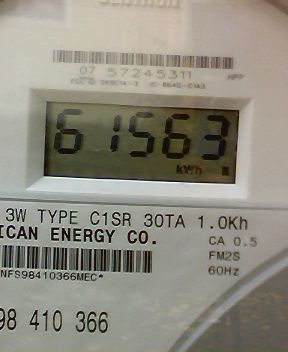 07 57245311 HPP
61563
kWh
3W TYPE C1SR 30TA 1.0Kh
ICAN ENERGY CO.
CA 0.5
FM2S
60Hz
NFS98410366MEC*
98 410 366